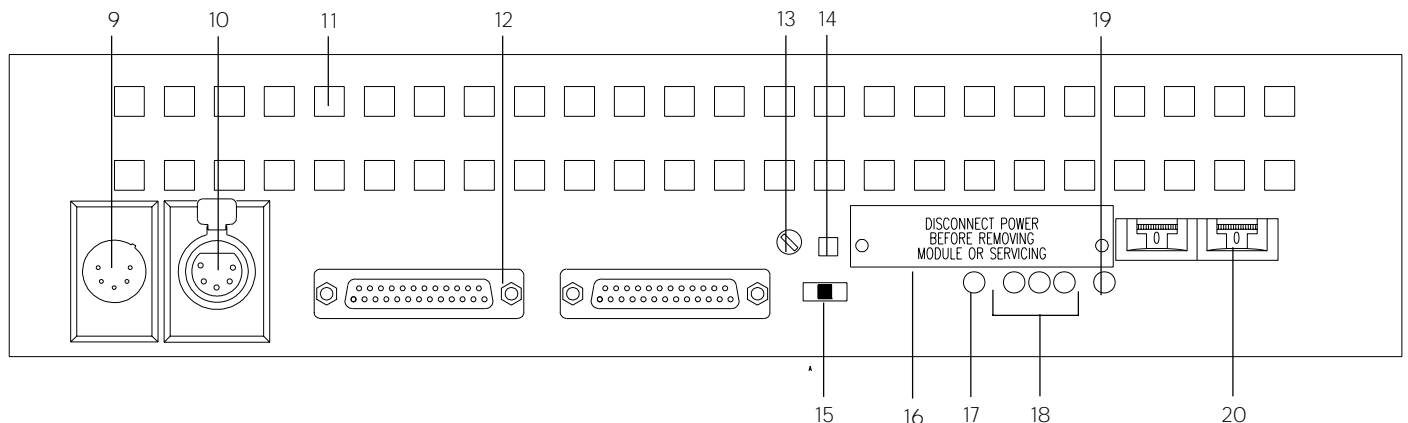 9 10 11 12 13 14 19
DISCONNECT POWER
BEFORE REMOVING
MODULE OR SERVICING
0 0
A
15 16 17 18 20